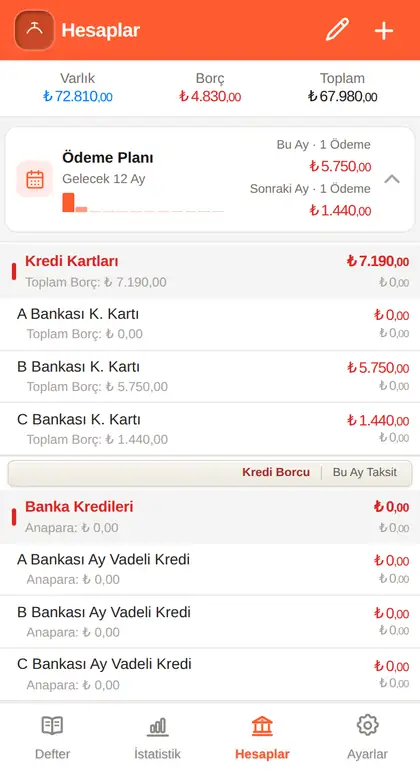 Hesaplar
Varlık Borç Toplam
₺ 72.810,00 ₺ 4.830,00 ₺ 67.980,00
Ödeme Planı
Gelecek 12 Ay
Bu Ay · 1 Ödeme
₺ 5.750,00
Sonraki Ay · 1 Ödeme
₺ 1.440,00
Kredi Kartları ₺ 7.190,00
Toplam Borç: ₺ 7.190,00 ₺ 0,00
A Bankası K. Kartı ₺ 0,00
Toplam Borç: ₺ 0,00 ₺ 0,00
B Bankası K. Kartı ₺ 5.750,00
Toplam Borç: ₺ 5.750,00 ₺ 0,00
C Bankası K. Kartı ₺ 1.440,00
Toplam Borç: ₺ 1.440,00 ₺ 0,00
Kredi Borcu Bu Ay Taksit
Banka Kredileri ₺ 0,00
Anapara: ₺ 0,00 ₺ 0,00
A Bankası Ay Vadeli Kredi ₺ 0,00
Anapara: ₺ 0,00 ₺ 0,00
B Bankası Ay Vadeli Kredi ₺ 0,00
Anapara: ₺ 0,00 ₺ 0,00
C Bankası Ay Vadeli Kredi ₺ 0,00
Anapara: ₺ 0,00 ₺ 0,00
Defter İstatistik Hesaplar Ayarlar